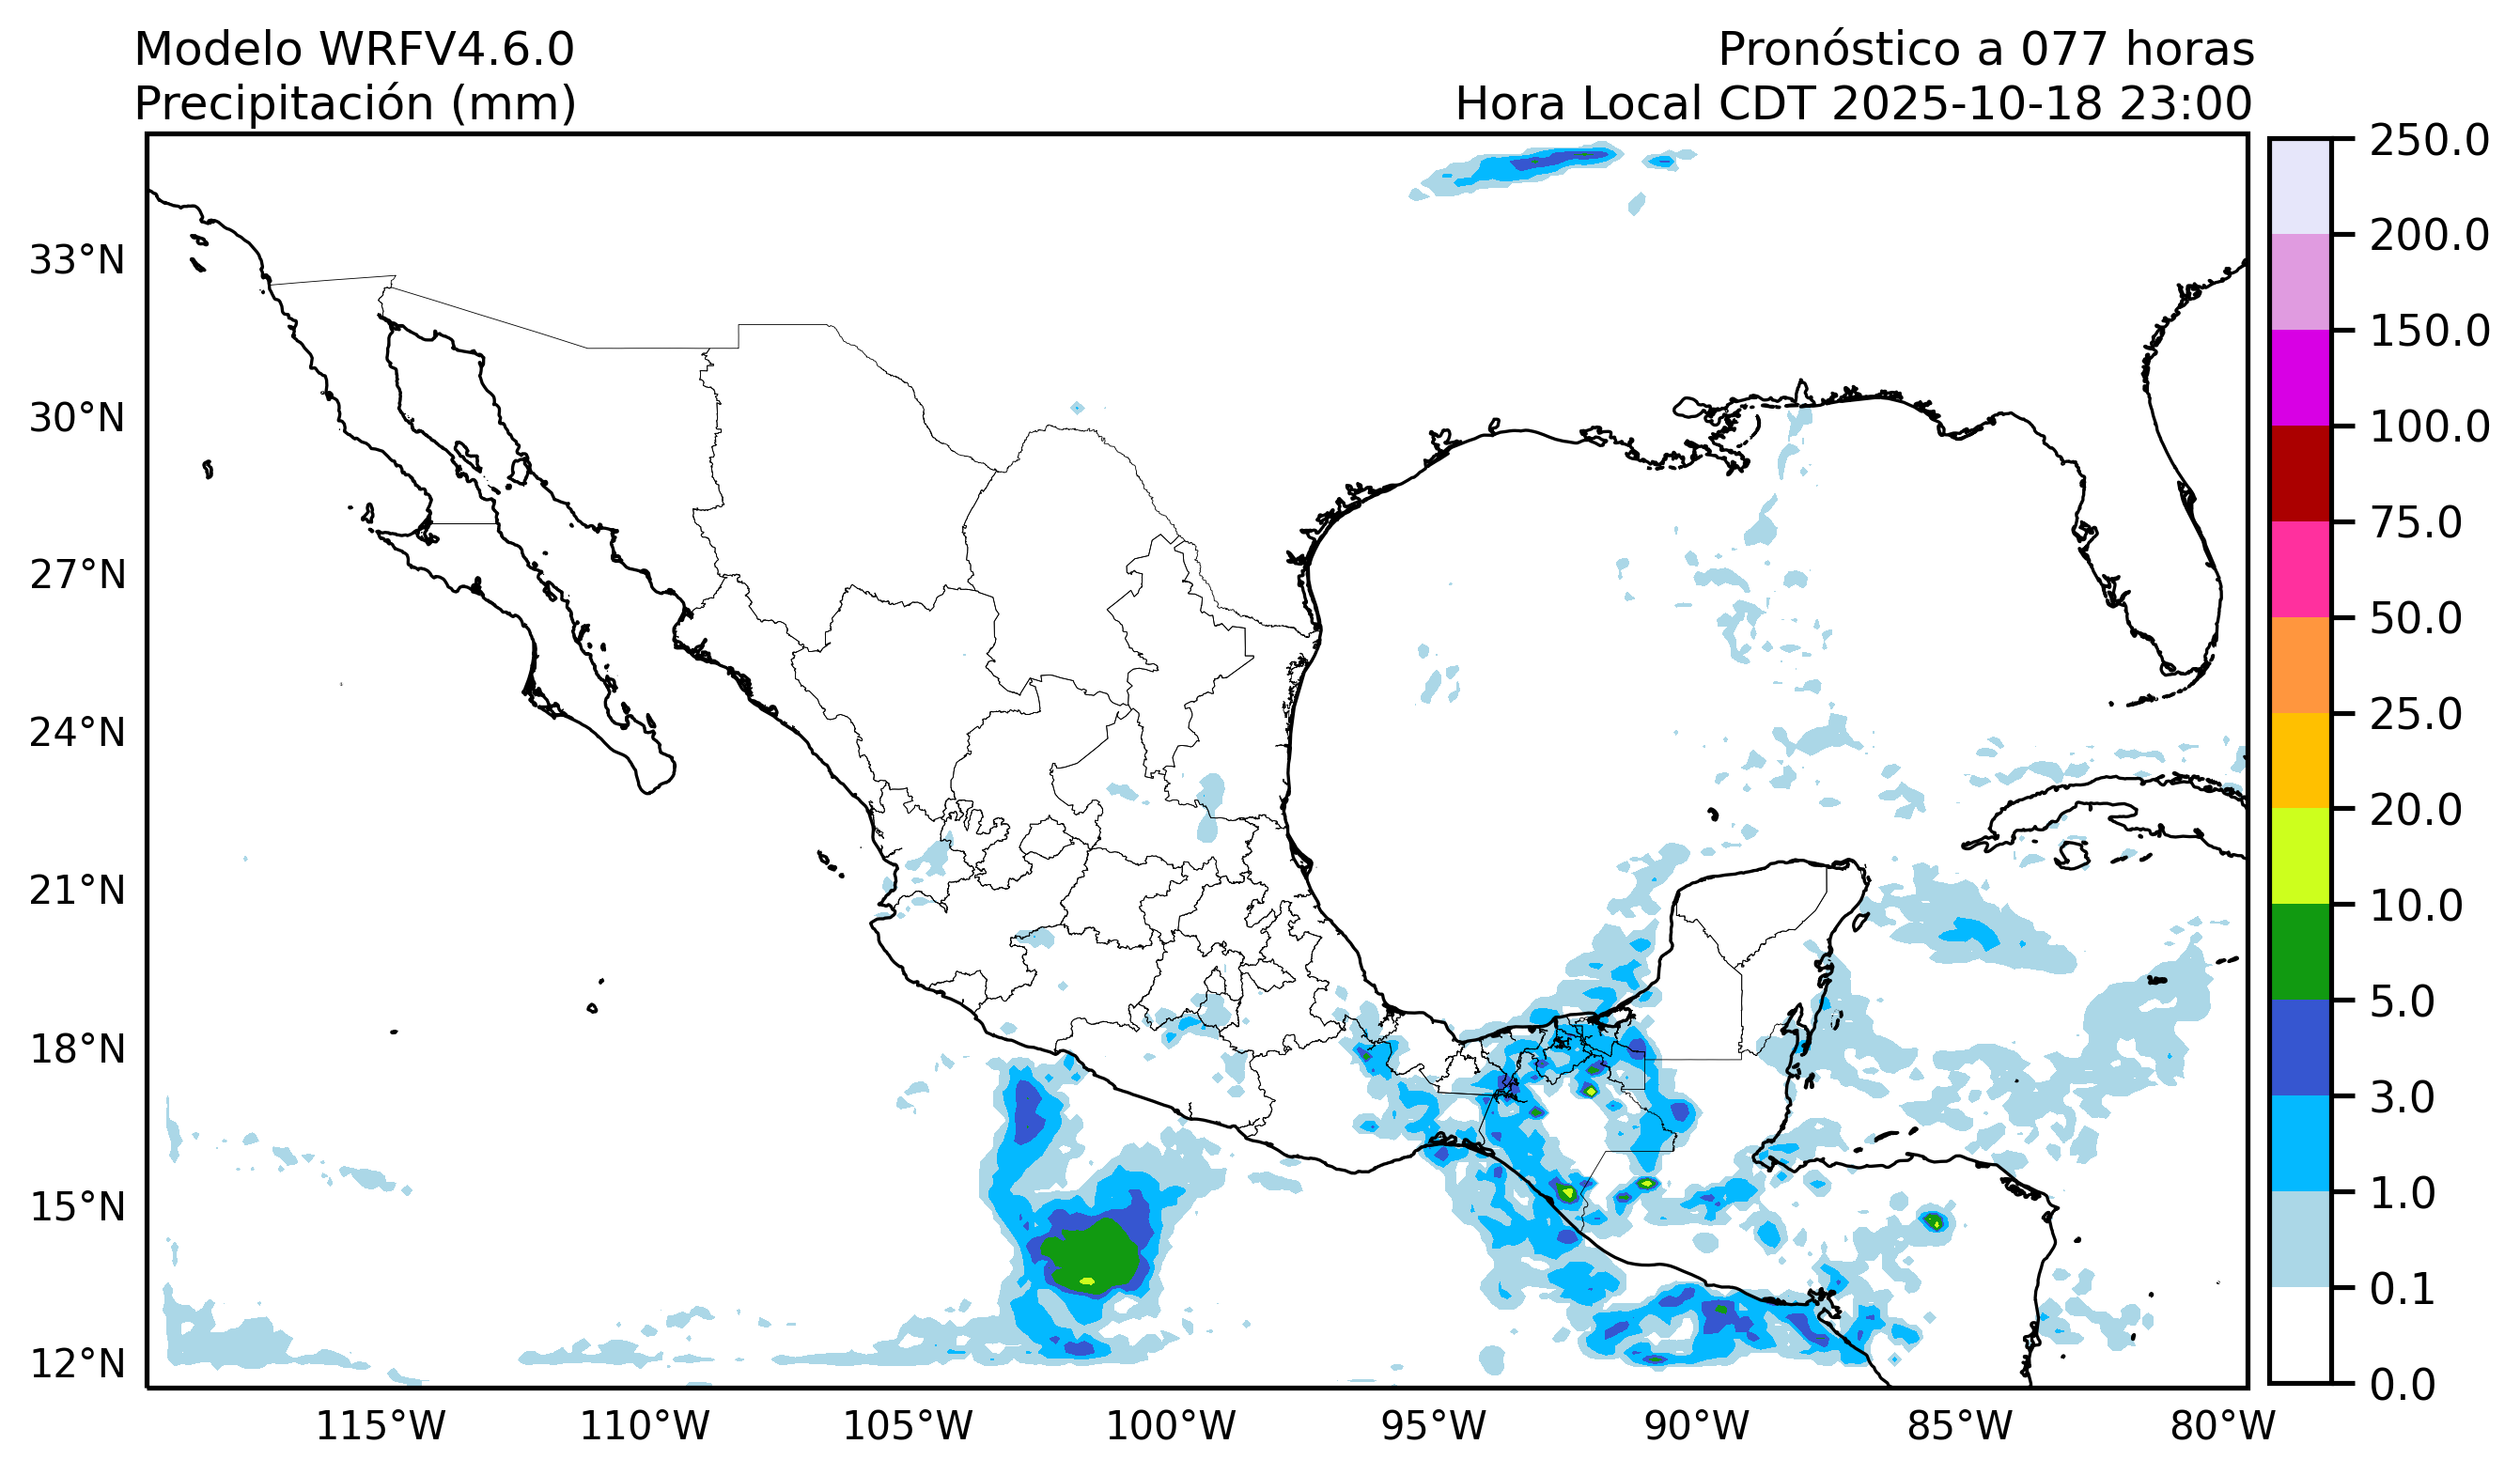 Modelo WRFV4.6.0
Pronóstico a 077 horas
Precipitación (mm)
Hora Local CDT 2025-10-18 23:00
33°N
30°N
27°N
24°N
21°N
18°N
15°N
12°N
115°W
110°W
105°W
100°W
95°W
90°W
85°W
80°W
250.0
200.0
150.0
100.0
75.0
50.0
25.0
20.0
10.0
5.0
3.0
1.0
0.1
0.0